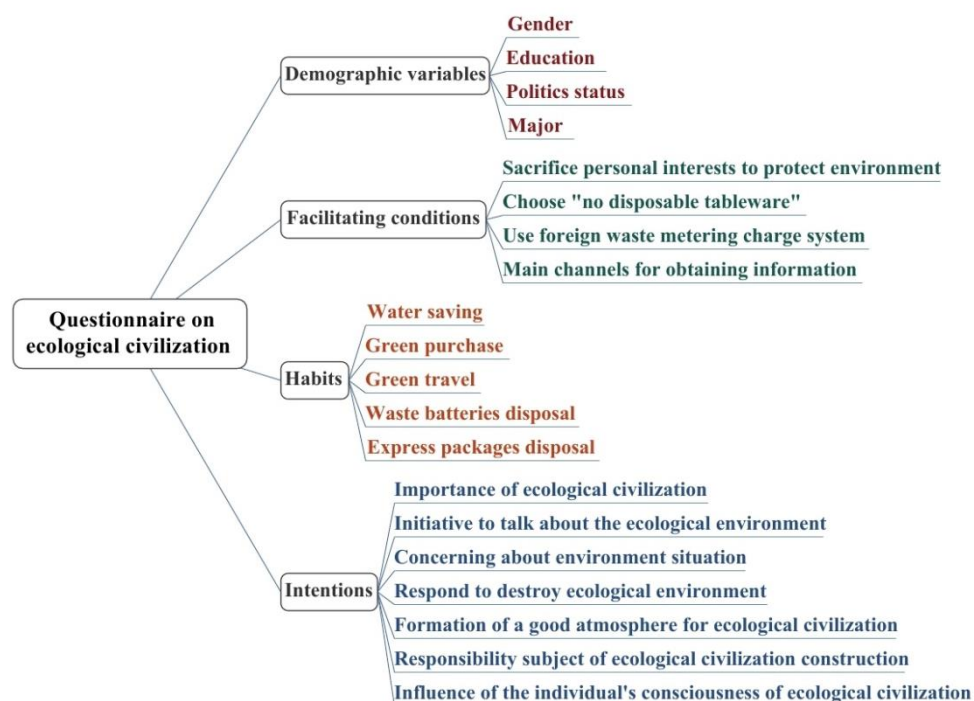 Questionnaire on
ecological civilization
Demographic variables
Gender
Education
Politics status
Major
Facilitating conditions
Sacrifice personal interests to protect environment
Choose "no disposable tableware"
Use foreign waste metering charge system
Main channels for obtaining information
Habits
Water saving
Green purchase
Green travel
Waste batteries disposal
Express packages disposal
Intentions
Importance of ecological civilization
Initiative to talk about the ecological environment
Concerning about environment situation
Respond to destroy ecological environment
Formation of a good atmosphere for ecological civilization
Responsibility subject of ecological civilization construction
Influence of the individual's consciousness of ecological civilization